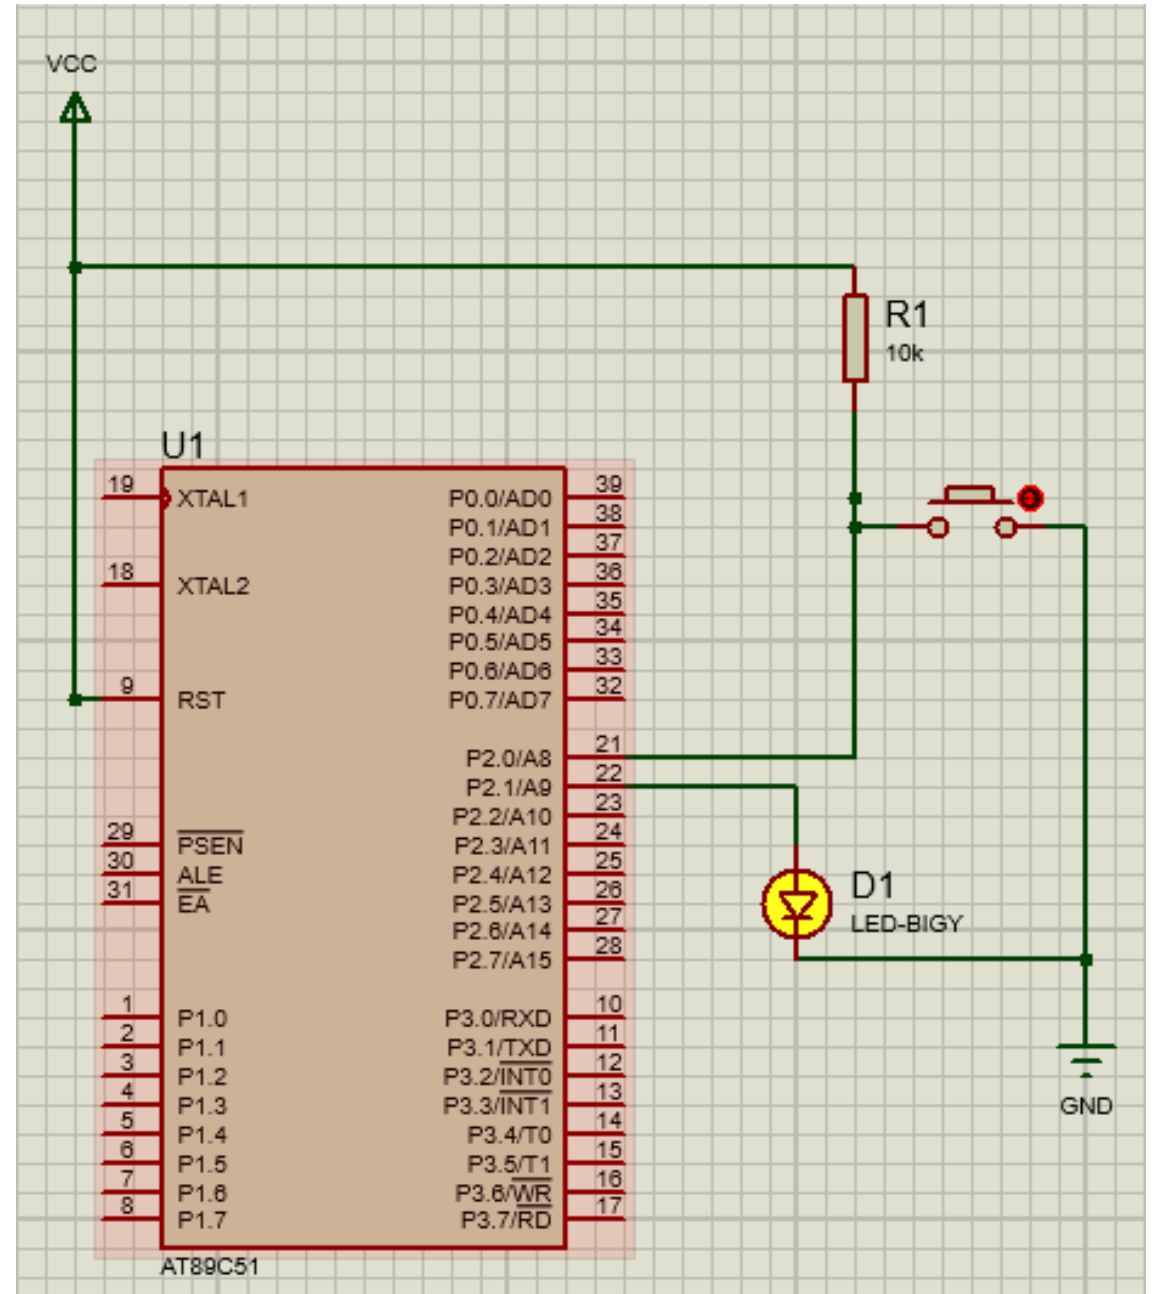 VCC
R1
10k
U1
19 XTAL1 P0.0/AD0 39
P0.1/AD1 38
P0.2/AD2 37
18 XTAL2 P0.3/AD3 36
P0.4/AD4 35
P0.5/AD5 34
P0.6/AD6 33
9 RST P0.7/AD7 32
P2.0/A8 21
P2.1/A9 22
P2.2/A10 23
29 PSEN P2.3/A11 24
30 ALE P2.4/A12 25
31 EA P2.5/A13 26
P2.6/A14 27
P2.7/A15 28
D1
LED-BIGY
1 P1.0 P3.0/RXD 10
2 P1.1 P3.1/TXD 11
3 P1.2 P3.2/INT0 12
4 P1.3 P3.3/INT1 13
5 P1.4 P3.4/T0 14
6 P1.5 P3.5/T1 15
7 P1.6 P3.6/WR 16
8 P1.7 P3.7/RD 17
GND
AT89C51